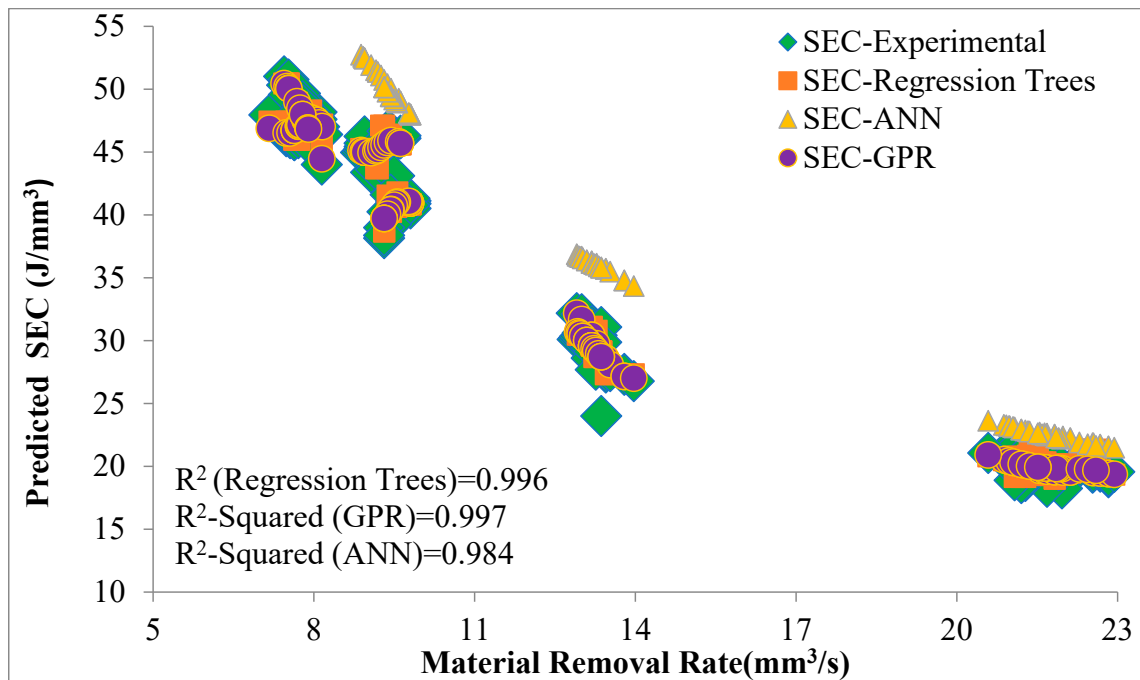 Predicted SEC (J/mm³)
55
50
45
40
35
30
25
20
15
10
SEC-Experimental
SEC-Regression Trees
SEC-ANN
SEC-GPR
R² (Regression Trees)=0.996
R²-Squared (GPR)=0.997
R²-Squared (ANN)=0.984
5 8 11 14 17 20 23
Material Removal Rate(mm³/s)